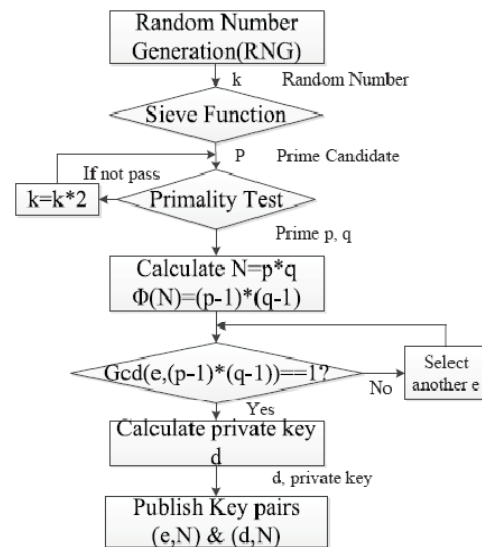 Random Number
Generation(RNG)
k
Random Number
Sieve Function
P
Prime Candidate
If not pass
k=k*2
Primality Test
Prime p, q
Calculate N=p*q
Φ(N)=(p-1)*(q-1)
Gcd(e,(p-1)*(q-1))==1?
No
Select
another e
Yes
Calculate private key
d
d, private key
Publish Key pairs
(e,N) & (d,N)